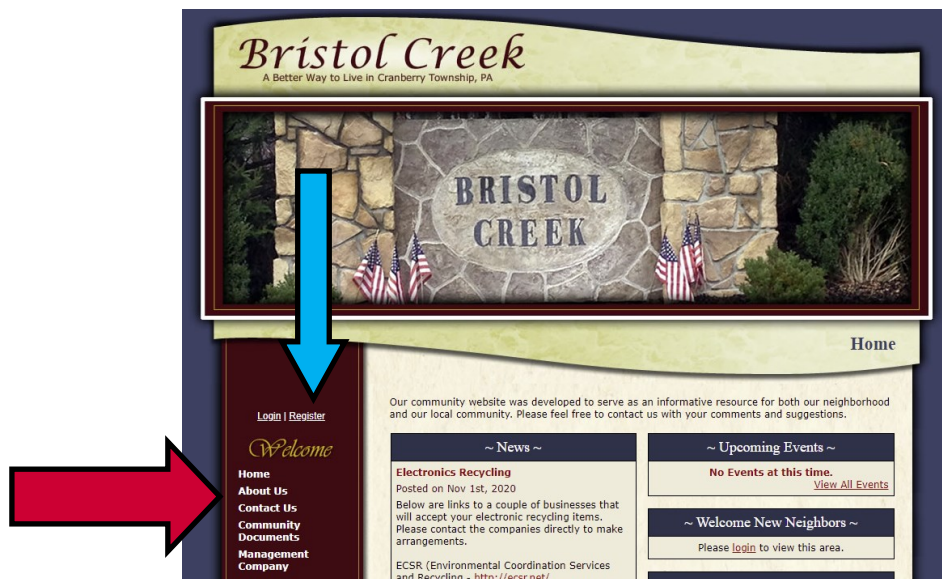 Bristol Creek
A Better Way to Live in Cranberry Township, PA
BRISTOL
CREEK
Home
Login | Register
Welcome
Home
About Us
Contact Us
Community
Documents
Management
Company
Our community website was developed to serve as an informative resource for both our neighborhood
and our local community. Please feel free to contact us with your comments and suggestions.
~ News ~
Electronics Recycling
Posted on Nov 1st, 2020
Below are links to a couple of businesses that
will accept your electronic recycling items.
Please contact the companies directly to make
arrangements.
ECSR (Environmental Coordination Services
and Recycling - http://ecsr.net/
~ Upcoming Events ~
No Events at this time.
View All Events
~ Welcome New Neighbors ~
Please login to view this area.